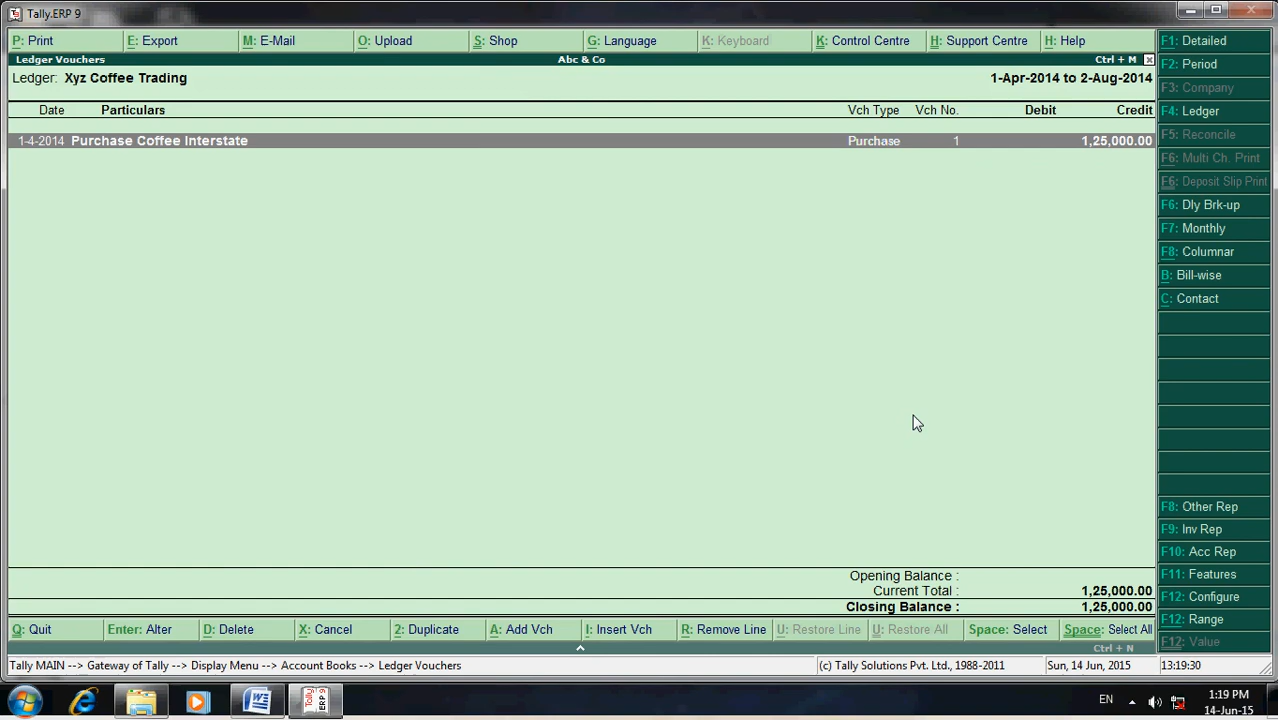 Tally.ERP 9
P: Print E: Export M: E-Mail O: Upload S: Shop G: Language K: Keyboard K: Control Centre H: Support Centre H: Help
Ledger Vouchers Abc & Co Ctrl + M
Ledger: Xyz Coffee Trading 1-Apr-2014 to 2-Aug-2014
Date Particulars Vch Type Vch No. Debit Credit
1-4-2014 Purchase Coffee Interstate Purchase 1 1,25,000.00
Opening Balance :
Current Total : 1,25,000.00
Closing Balance : 1,25,000.00
Q: Quit Enter: Alter D: Delete X: Cancel 2: Duplicate A: Add Vch I: Insert Vch R: Remove Line U: Restore Line U: Restore All Space: Select Space: Select All
Ctrl + N
Tally MAIN --> Gateway of Tally --> Display Menu --> Account Books --> Ledger Vouchers (c) Tally Solutions Pvt. Ltd., 1988-2011 Sun, 14 Jun, 2015 13:19:30
F1: Detailed
F2: Period
F3: Company
F4: Ledger
F5: Reconcile
F6: Multi Ch. Print
F6: Deposit Slip Print
F6: Dly Brk-up
F7: Monthly
F8: Columnar
B: Bill-wise
C: Contact
F8: Other Rep
F9: Inv Rep
F10: Acc Rep
F11: Features
F12: Configure
F12: Range
F12: Value
Tally ERP 9
EN 1:19 PM
14-Jun-15